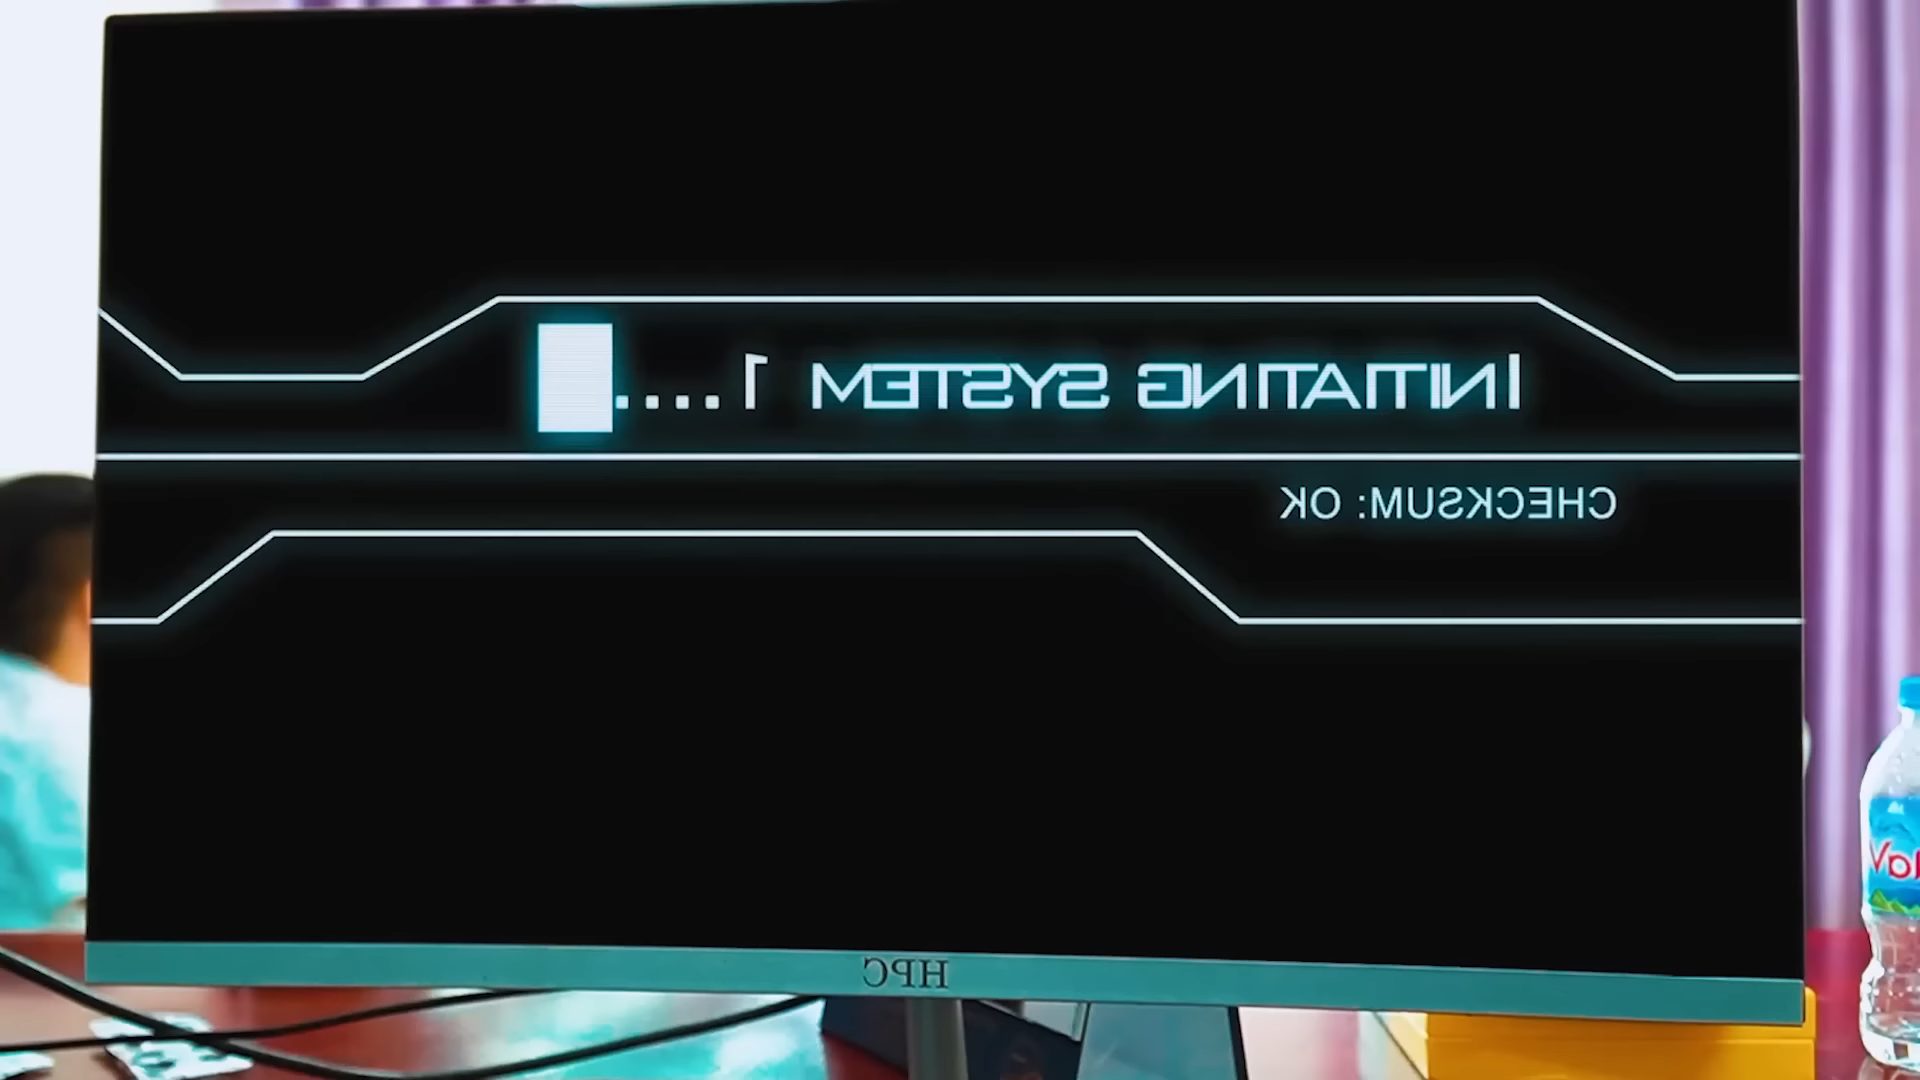 INITIATING SYSTEM 1....
CHECKSUM: OK
HPC